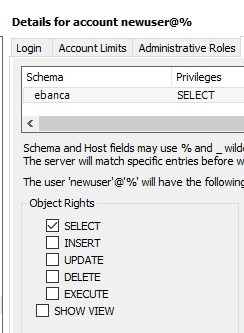 Details for account newuser@%
Login Account Limits Administrative Roles
Schema Privileges
ebanca SELECT
Schema and Host fields may use % and _
The server will match specific entries before
The user 'newuser'@'%' will have the following
Object Rights
SELECT
INSERT
UPDATE
DELETE
EXECUTE
SHOW VIEW